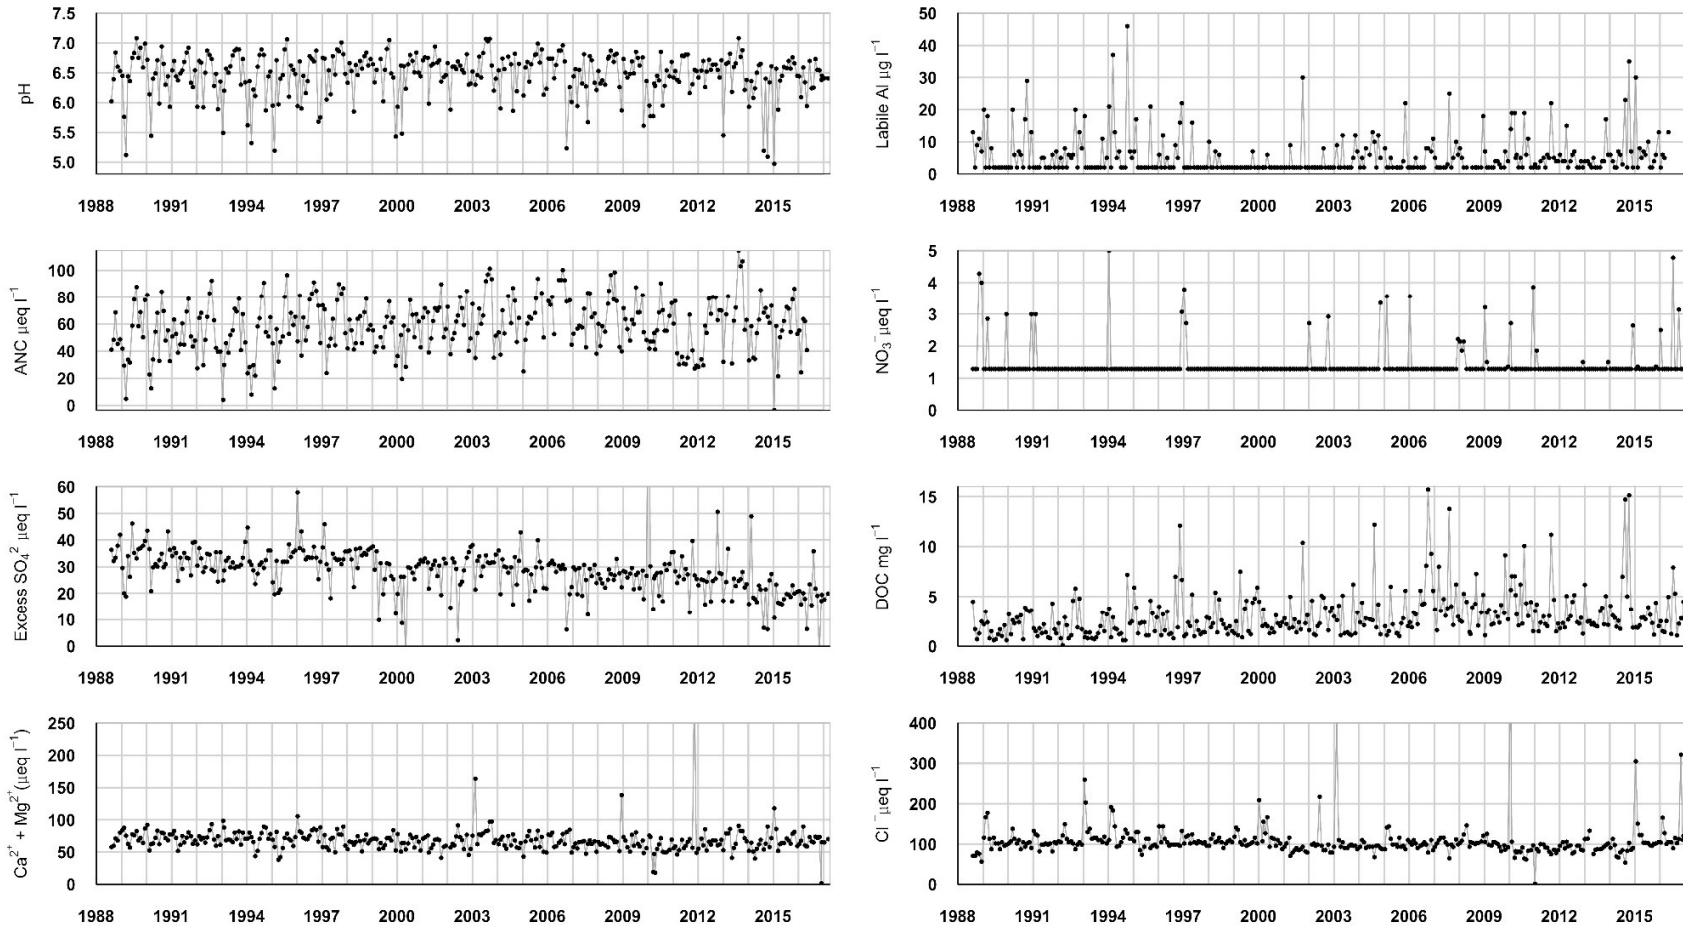 pH
7.5
7.0
6.5
6.0
5.5
5.0
1988 1991 1994 1997 2000 2003 2006 2009 2012 2015
Labile Al μg l⁻¹
50
40
30
20
10
0
1988 1991 1994 1997 2000 2003 2006 2009 2012 2015
ANC μeq l⁻¹
100
80
60
40
20
0
1988 1991 1994 1997 2000 2003 2006 2009 2012 2015
NO₃⁻ μeq l⁻¹
5
4
3
2
1
0
1988 1991 1994 1997 2000 2003 2006 2009 2012 2015
Excess SO₄² μeq l⁻¹
60
50
40
30
20
10
0
1988 1991 1994 1997 2000 2003 2006 2009 2012 2015
DOC mg l⁻¹
15
10
5
0
1988 1991 1994 1997 2000 2003 2006 2009 2012 2015
Ca²⁺ + Mg²⁺ (μeq l⁻¹)
250
200
150
100
50
0
1988 1991 1994 1997 2000 2003 2006 2009 2012 2015
Cl⁻ μeq l⁻¹
400
300
200
100
0
1988 1991 1994 1997 2000 2003 2006 2009 2012 2015